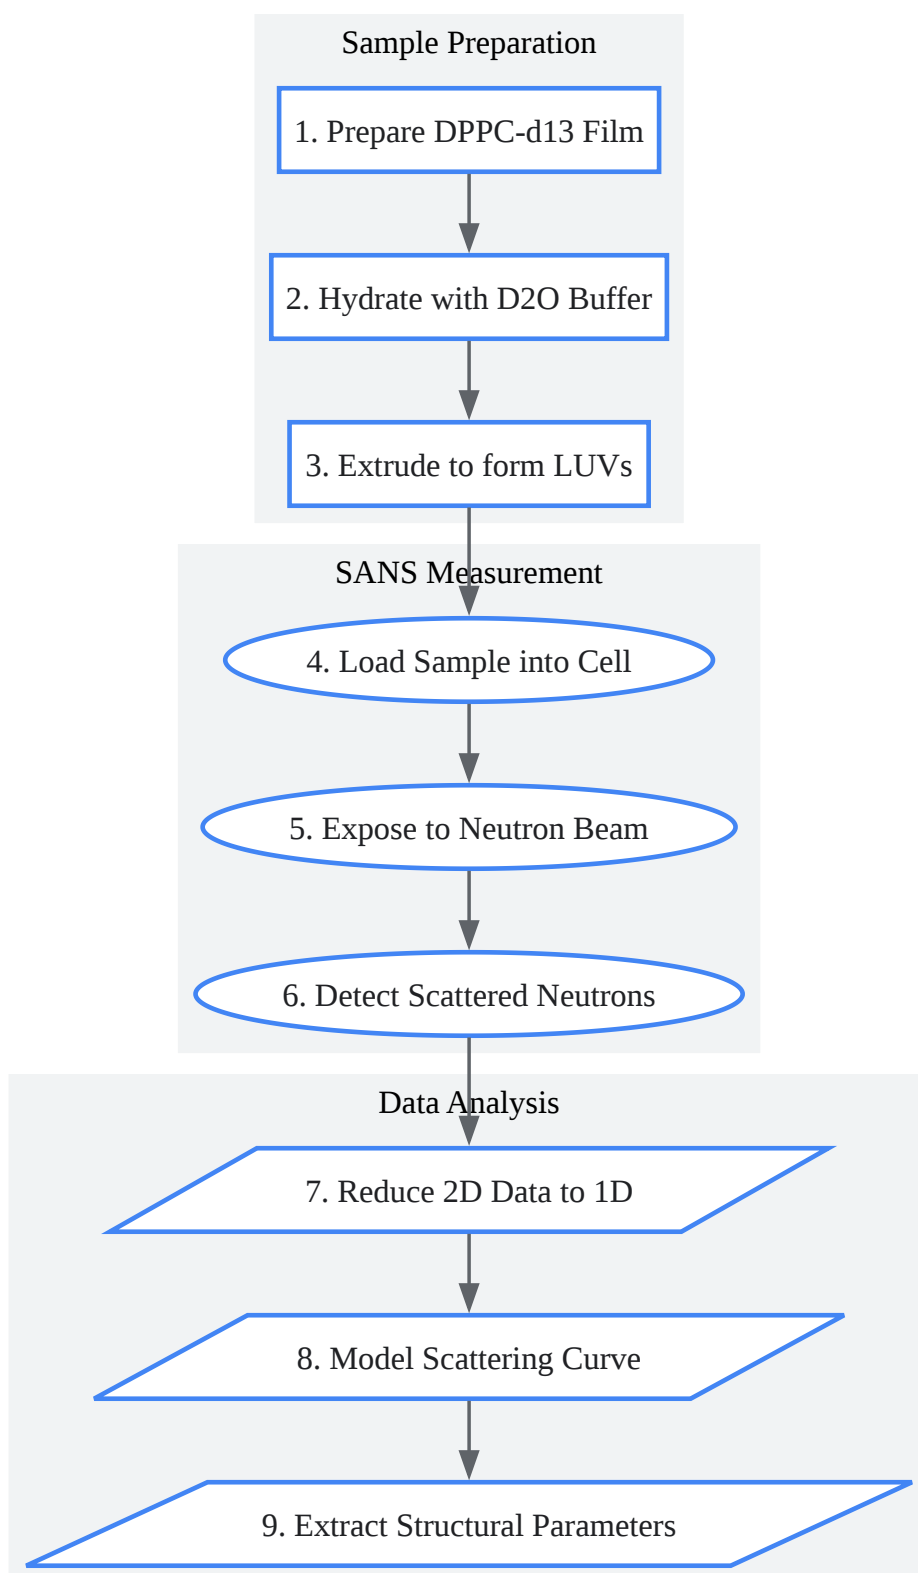 Sample Preparation
1. Prepare DPPC-d13 Film
2. Hydrate with D2O Buffer
3. Extrude to form LUVs
SANS Measurement
4. Load Sample into Cell
5. Expose to Neutron Beam
6. Detect Scattered Neutrons
Data Analysis
7. Reduce 2D Data to 1D
8. Model Scattering Curve
9. Extract Structural Parameters